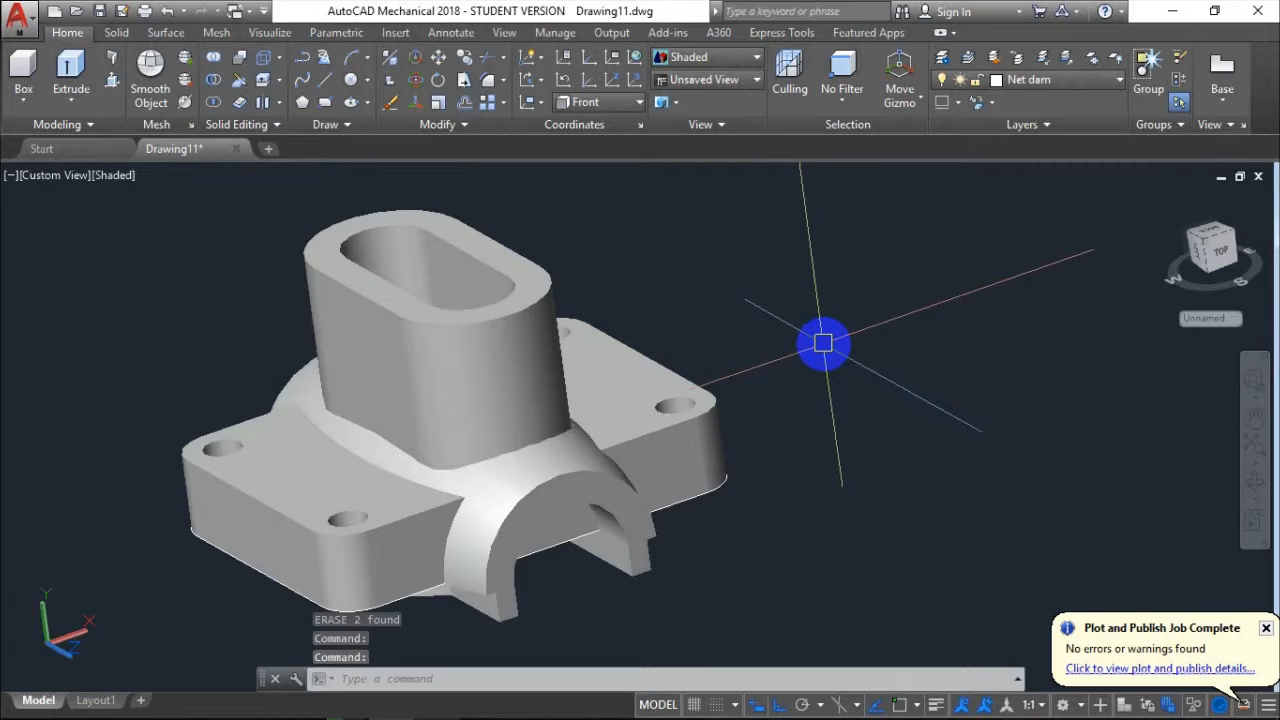 AutoCAD Mechanical 2018 - STUDENT VERSION Drawing11.dwg
Type a keyword or phrase
Sign In
M
Home Solid Surface Mesh Visualize Parametric Insert Annotate View Manage Output Add-ins A360 Express Tools Featured Apps
Shaded
Unsaved View
Front
Net dam
Box Extrude Smooth Object Culling No Filter Move Gizmo Group Base
Modeling Mesh Solid Editing Draw Modify Coordinates View Selection Layers Groups View
Start Drawing11*
[−][Custom View][Shaded]
TOP
W
S
E
Unnamed
Y
X
Z
ERASE 2 found
Command:
Command:
Type a command
Plot and Publish Job Complete
No errors or warnings found
Click to view plot and publish details...
Model Layout1
MODEL
1:1